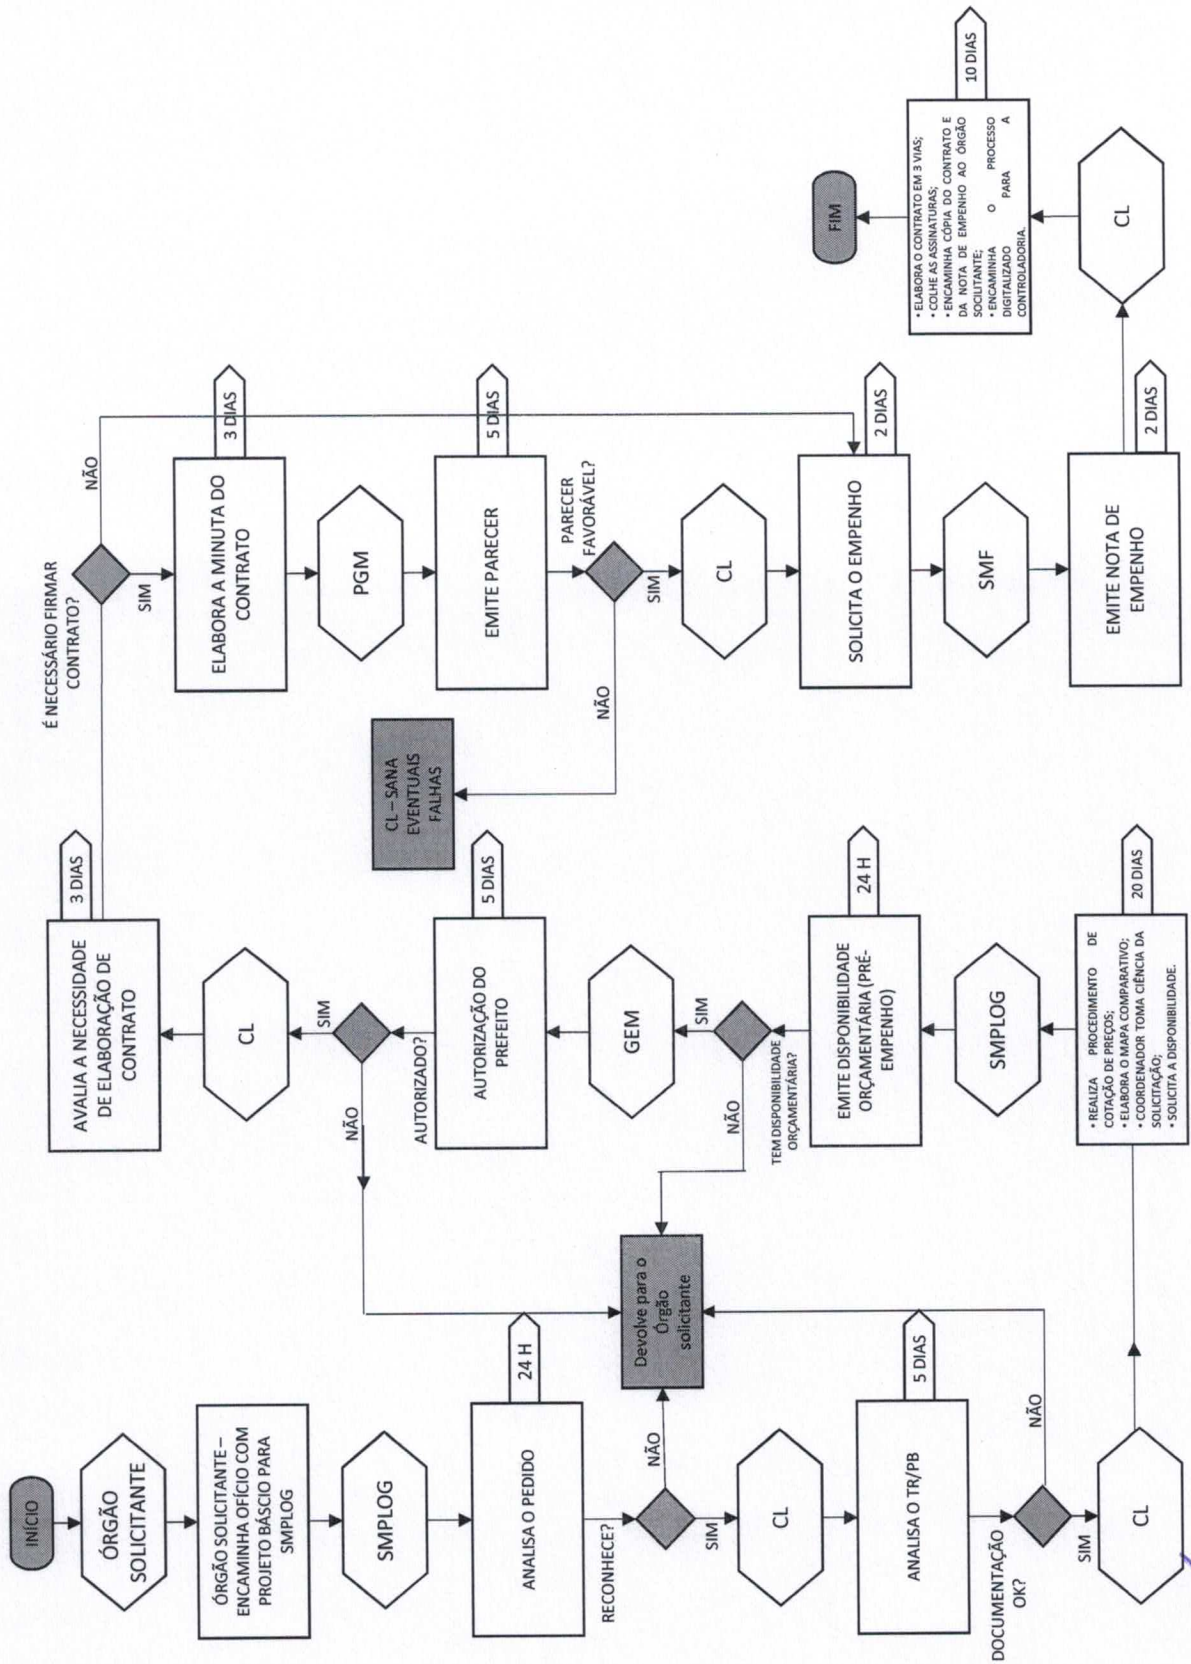 INÍCIO
ÓRGÃO
SOLICITANTE
ÓRGÃO SOLICITANTE –
ENCAMINHA OFÍCIO COM
PROJETO BÁSCIO PARA
SMPLOG
SMPLOG
ANALISA O PEDIDO
24 H
RECONHECE?
NÃO
SIM
CL
ANALISA O TR/PB
5 DIAS
DOCUMENTAÇÃO
OK?
NÃO
SIM
CL
Devolve para o
Órgão
solicitante
• REALIZA PROCEDIMENTO DE
COTAÇÃO DE PREÇOS;
• ELABORA O MAPA COMPARATIVO;
• COORDENADOR TOMA CIÊNCIA DA
SOLICITAÇÃO;
• SOLICITA A DISPONIBILIDADE.
20 DIAS
SMPLOG
EMITE DISPONIBILIDADE
ORÇAMENTÁRIA (PRÉ-
EMPENHO)
24 H
TEM DISPONIBILIDADE
ORÇAMENTÁRIA?
NÃO
SIM
GEM
AUTORIZAÇÃO DO
PREFEITO
5 DIAS
AUTORIZADO?
NÃO
SIM
CL
AVALIA A NECESSIDADE
DE ELABORAÇÃO DE
CONTRATO
3 DIAS
É NECESSÁRIO FIRMAR
CONTRATO?
NÃO
SIM
ELABORA A MINUTA DO
CONTRATO
3 DIAS
PGM
EMITE PARECER
5 DIAS
PARECER
FAVORÁVEL?
NÃO
SIM
CL – SANA
EVENTUAIS
FALHAS
CL
SOLICITA O EMPENHO
2 DIAS
SMF
EMITE NOTA DE
EMPENHO
2 DIAS
CL
• ELABORA O CONTRATO EM 3 VIAS;
• COLHE AS ASSINATURAS;
• ENCAMINHA CÓPIA DO CONTRATO E
DA NOTA DE EMPENHO AO ÓRGÃO
SOCILITANTE;
• ENCAMINHA O PROCESSO
DIGITALIZADO PARA A
CONTROLADORIA.
10 DIAS
FIM